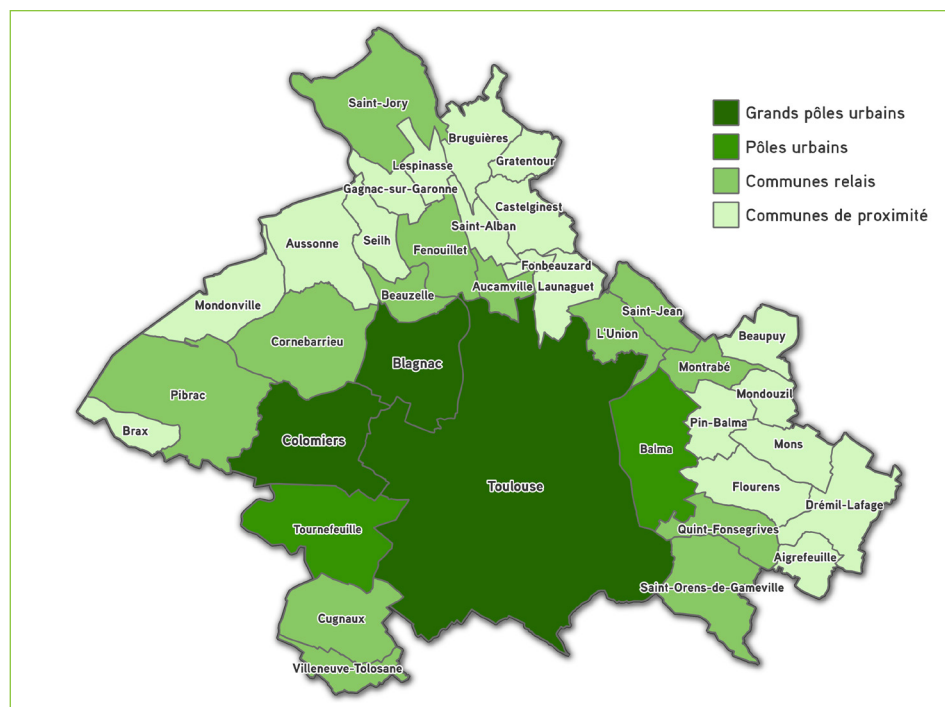 Saint-Jory
Grands pôles urbains
Bruguières
Pôles urbains
Gratentour
Lespinasse
Communes relais
Gagnac-sur-Garonne
Castelginest
Communes de proximité
Saint-Alban
Aussonne
Seilh
Fenouillet
Fonbeauzard
Aucamville
Launaguet
Beauzelle
Mondonville
Saint-Jean
L'Union
Beaupuy
Cornebarrieu
Blagnac
Montrabé
Pibrac
Mondouzil
Pin-Balma
Brax
Colomiers
Mons
Balma
Toulouse
Flourens
Drémil-Lafage
Tournefeuille
Quint-Fonsegrives
Aigrefeuille
Saint-Orens-de-Gameville
Cugnaux
Villeneuve-Tolosane